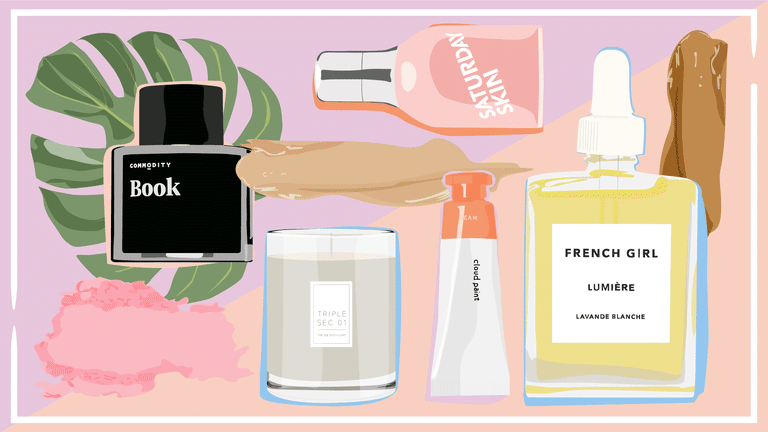 COMMODITY
Book
SATURDAY
SKIN
TRIPLE
SEC 01
cloud paint
FRENCH GIRL
LUMIÈRE
LAVANDE BLANCHE